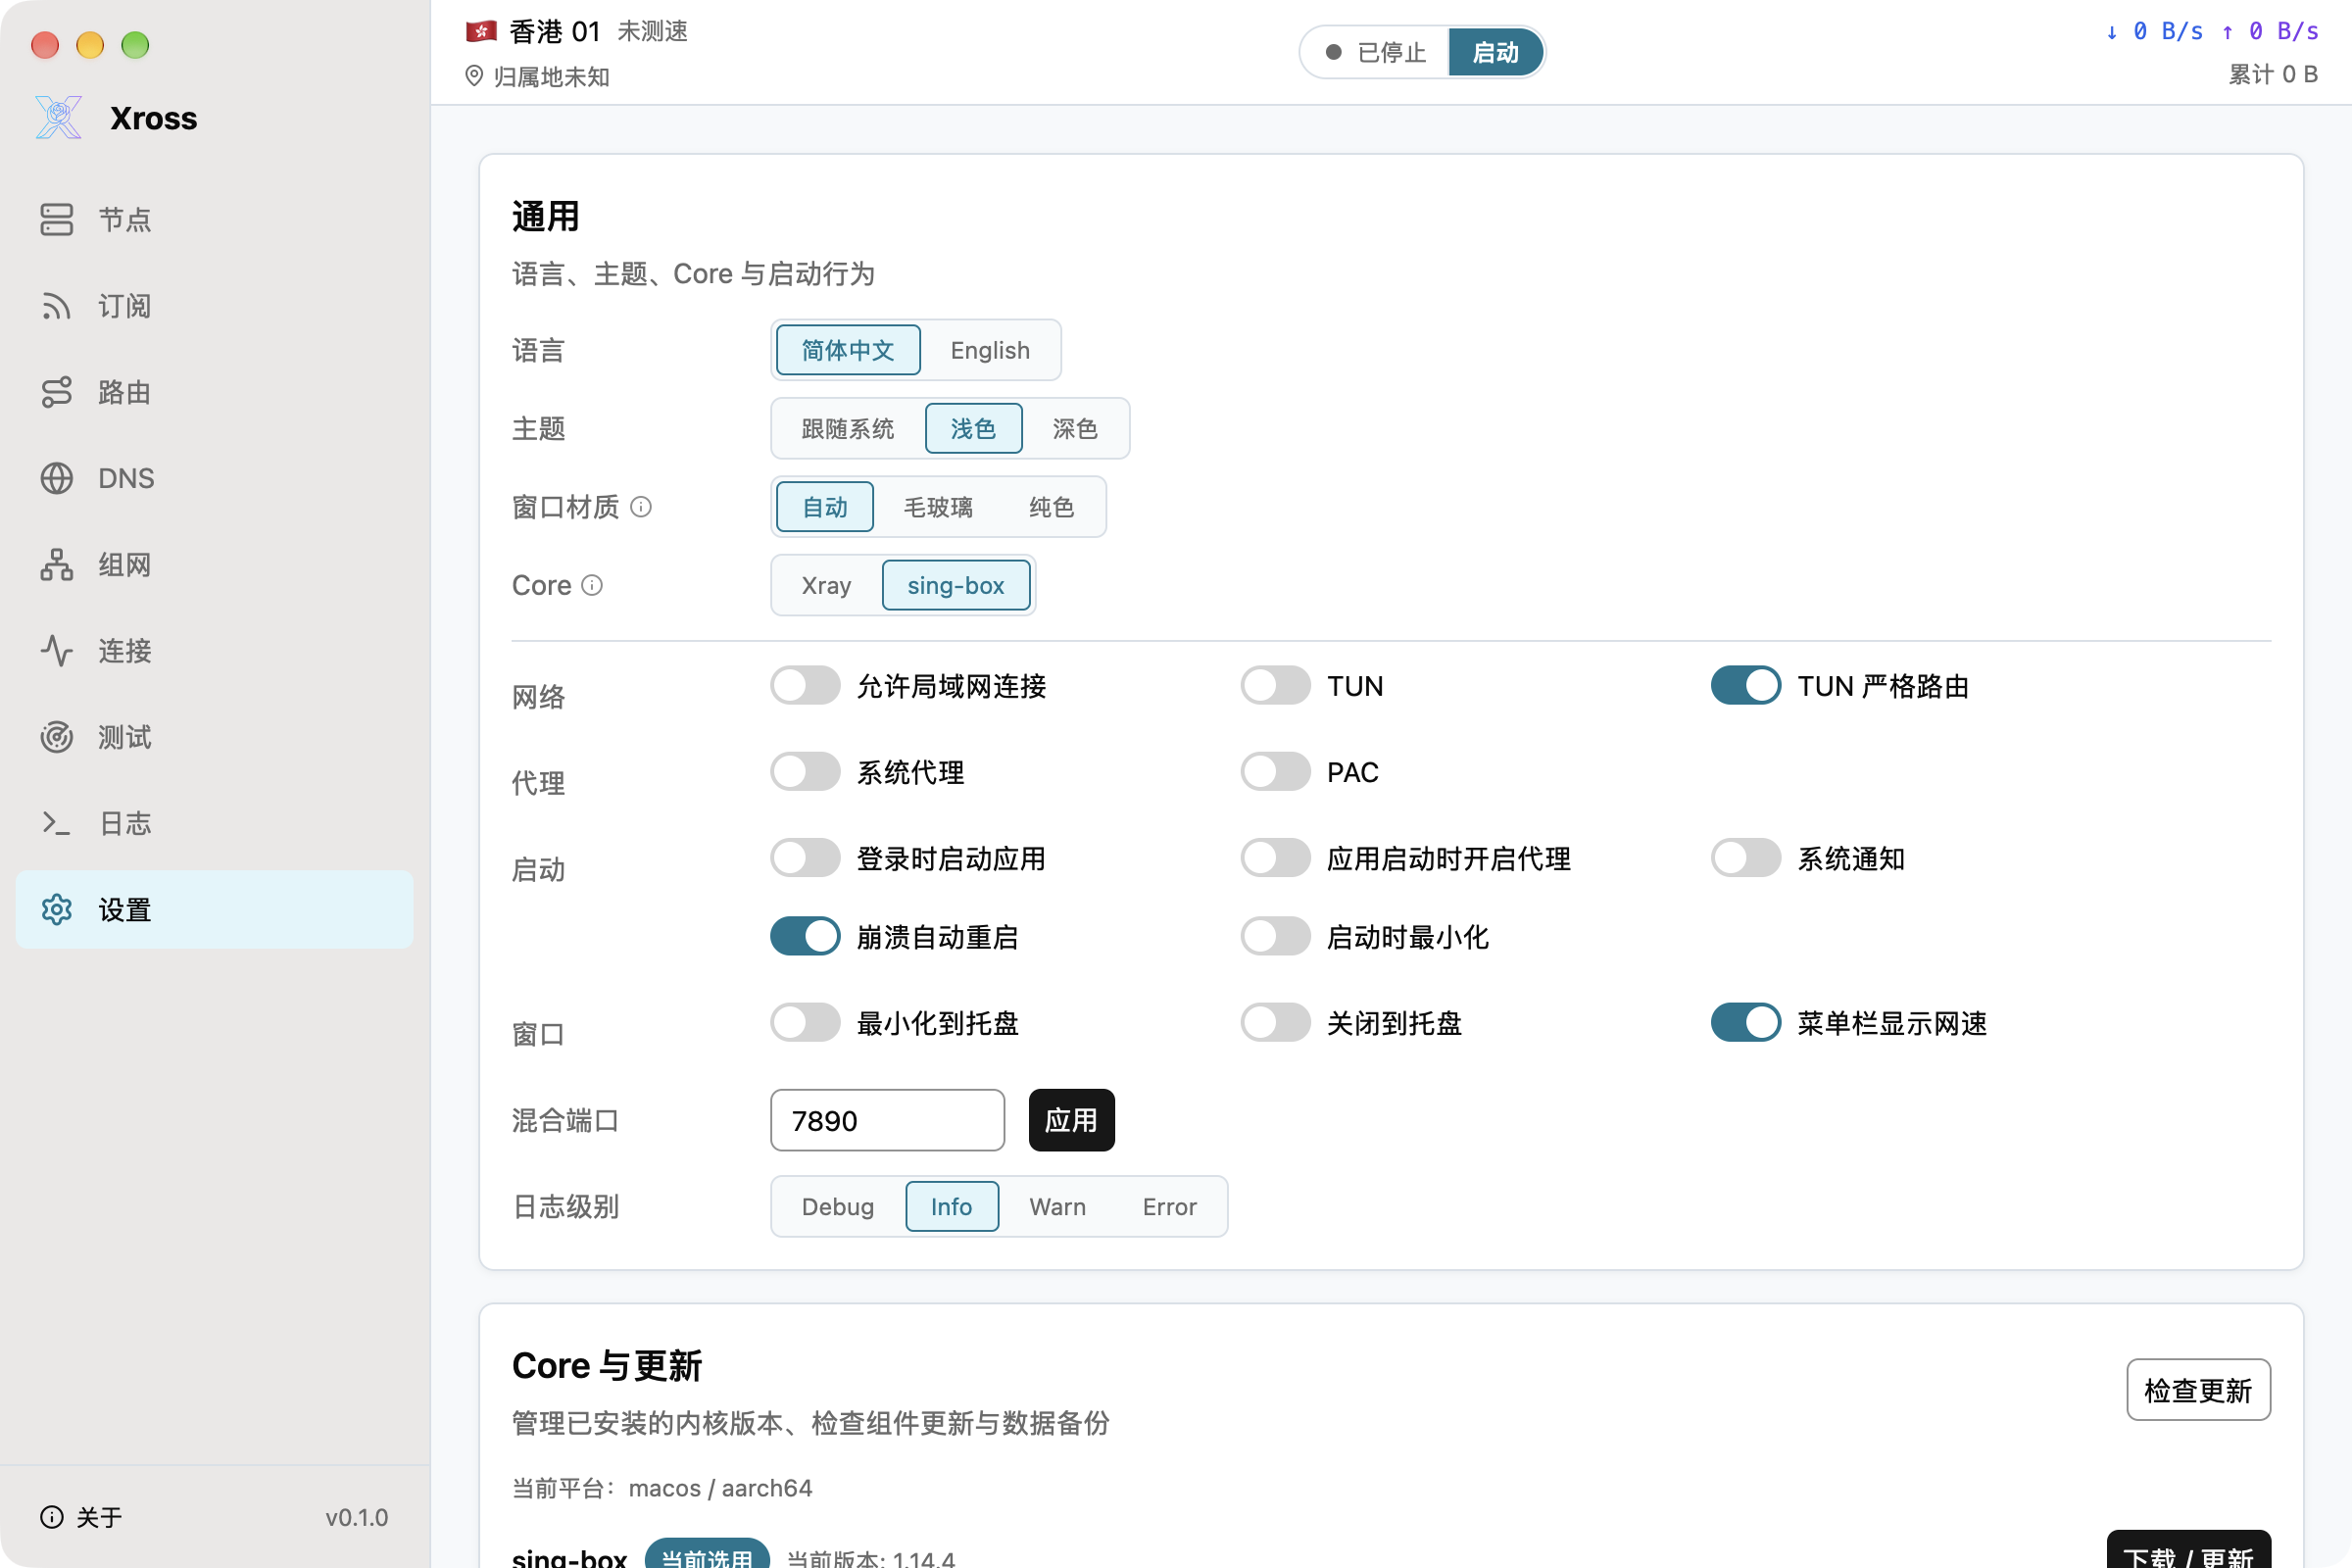 Xross
节点
订阅
路由
DNS
组网
连接
测试
日志
设置
关于 v0.1.0
香港 01 未测速
归属地未知
已停止 启动
↓ 0 B/s ↑ 0 B/s
累计 0 B
通用
语言、主题、Core 与启动行为
语言 简体中文 English
主题 跟随系统 浅色 深色
窗口材质 自动 毛玻璃 纯色
Core Xray sing-box
网络 允许局域网连接 TUN TUN 严格路由
代理 系统代理 PAC
启动 登录时启动应用 应用启动时开启代理 系统通知
崩溃自动重启 启动时最小化
窗口 最小化到托盘 关闭到托盘 菜单栏显示网速
混合端口 7890 应用
日志级别 Debug Info Warn Error
Core 与更新
检查更新
管理已安装的内核版本、检查组件更新与数据备份
当前平台：macos / aarch64
sing-box 当前选用 当前版本: 1.14.4 下载 / 更新